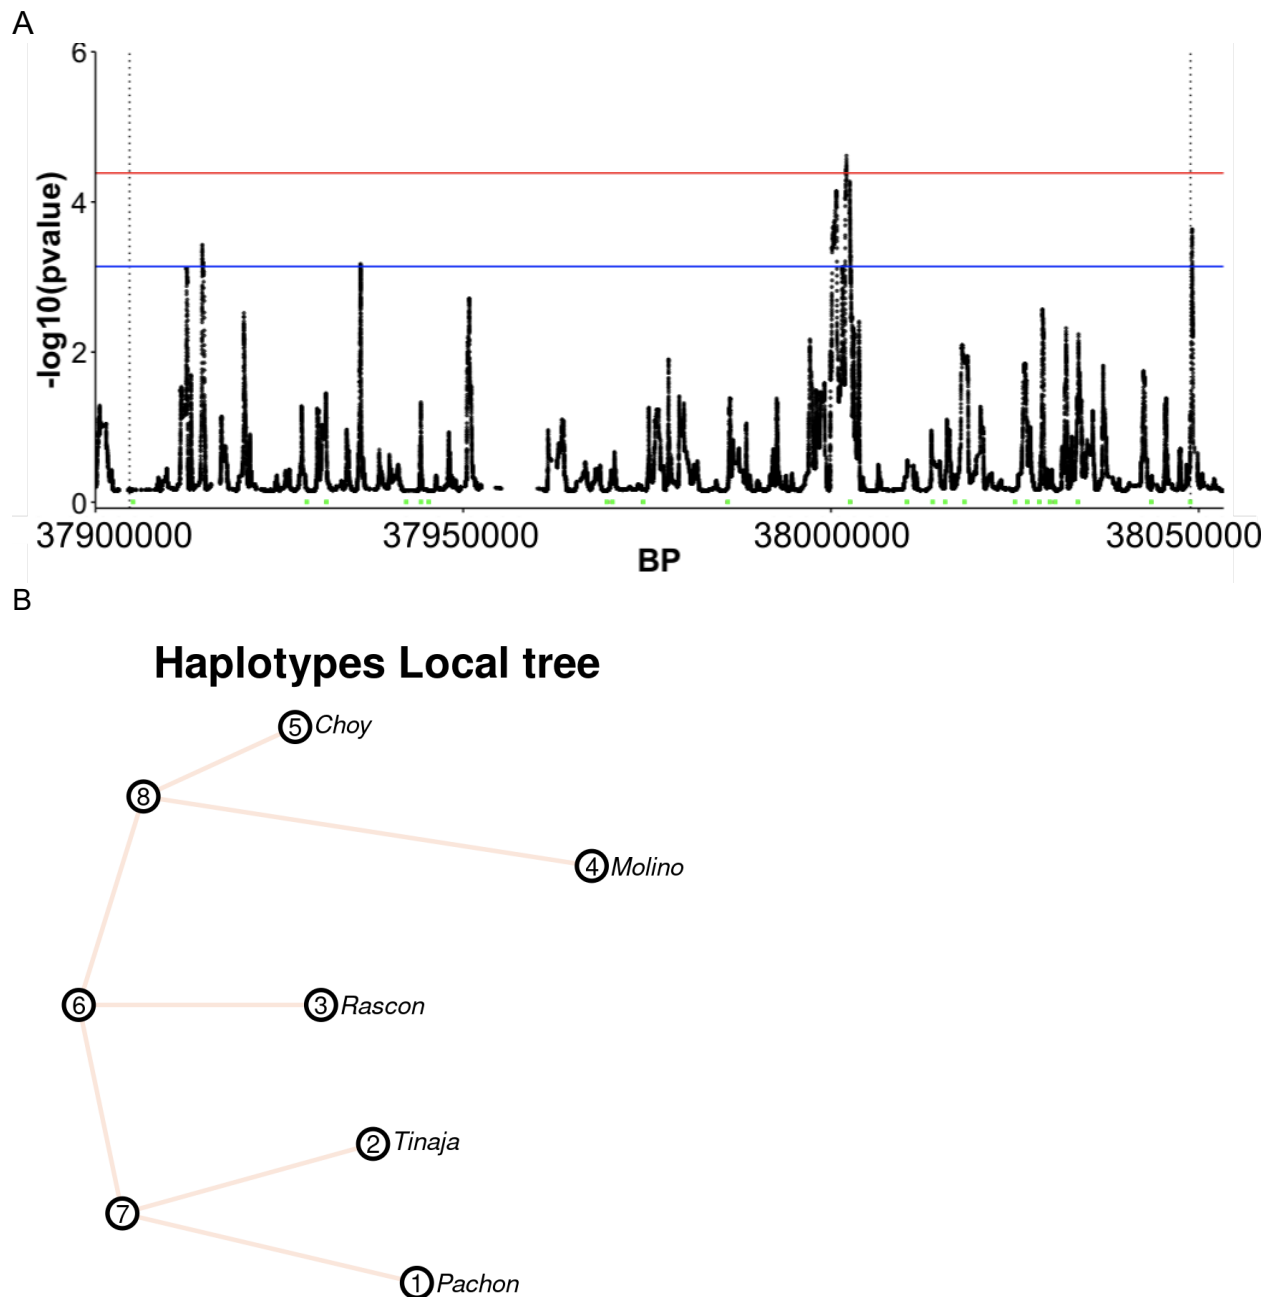 A
6
4
2
0
-log10(pvalue)
37900000 37950000 38000000 38050000
BP
B
Haplotypes Local tree
5 Choy
8
4 Molino
6 3 Rascon
2 Tinaja
7
1 Pachon